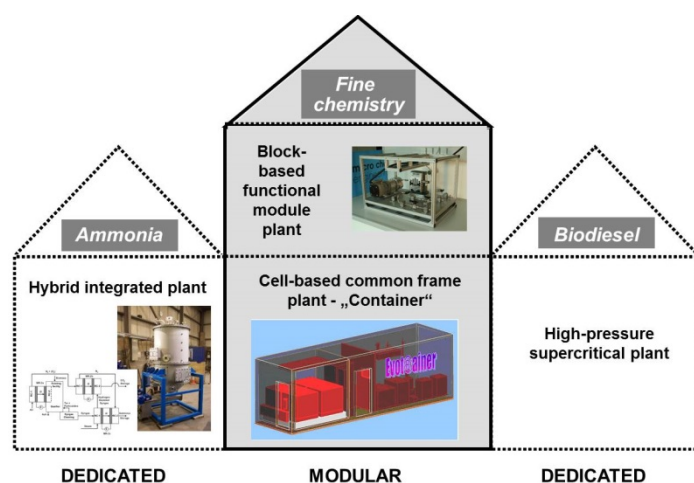 Fine
chemistry
Block-
based
functional
module
plant
Ammonia
Biodiesel
Hybrid integrated plant
Cell-based common frame
plant - „Container“
High-pressure
supercritical plant
DEDICATED
MODULAR
DEDICATED